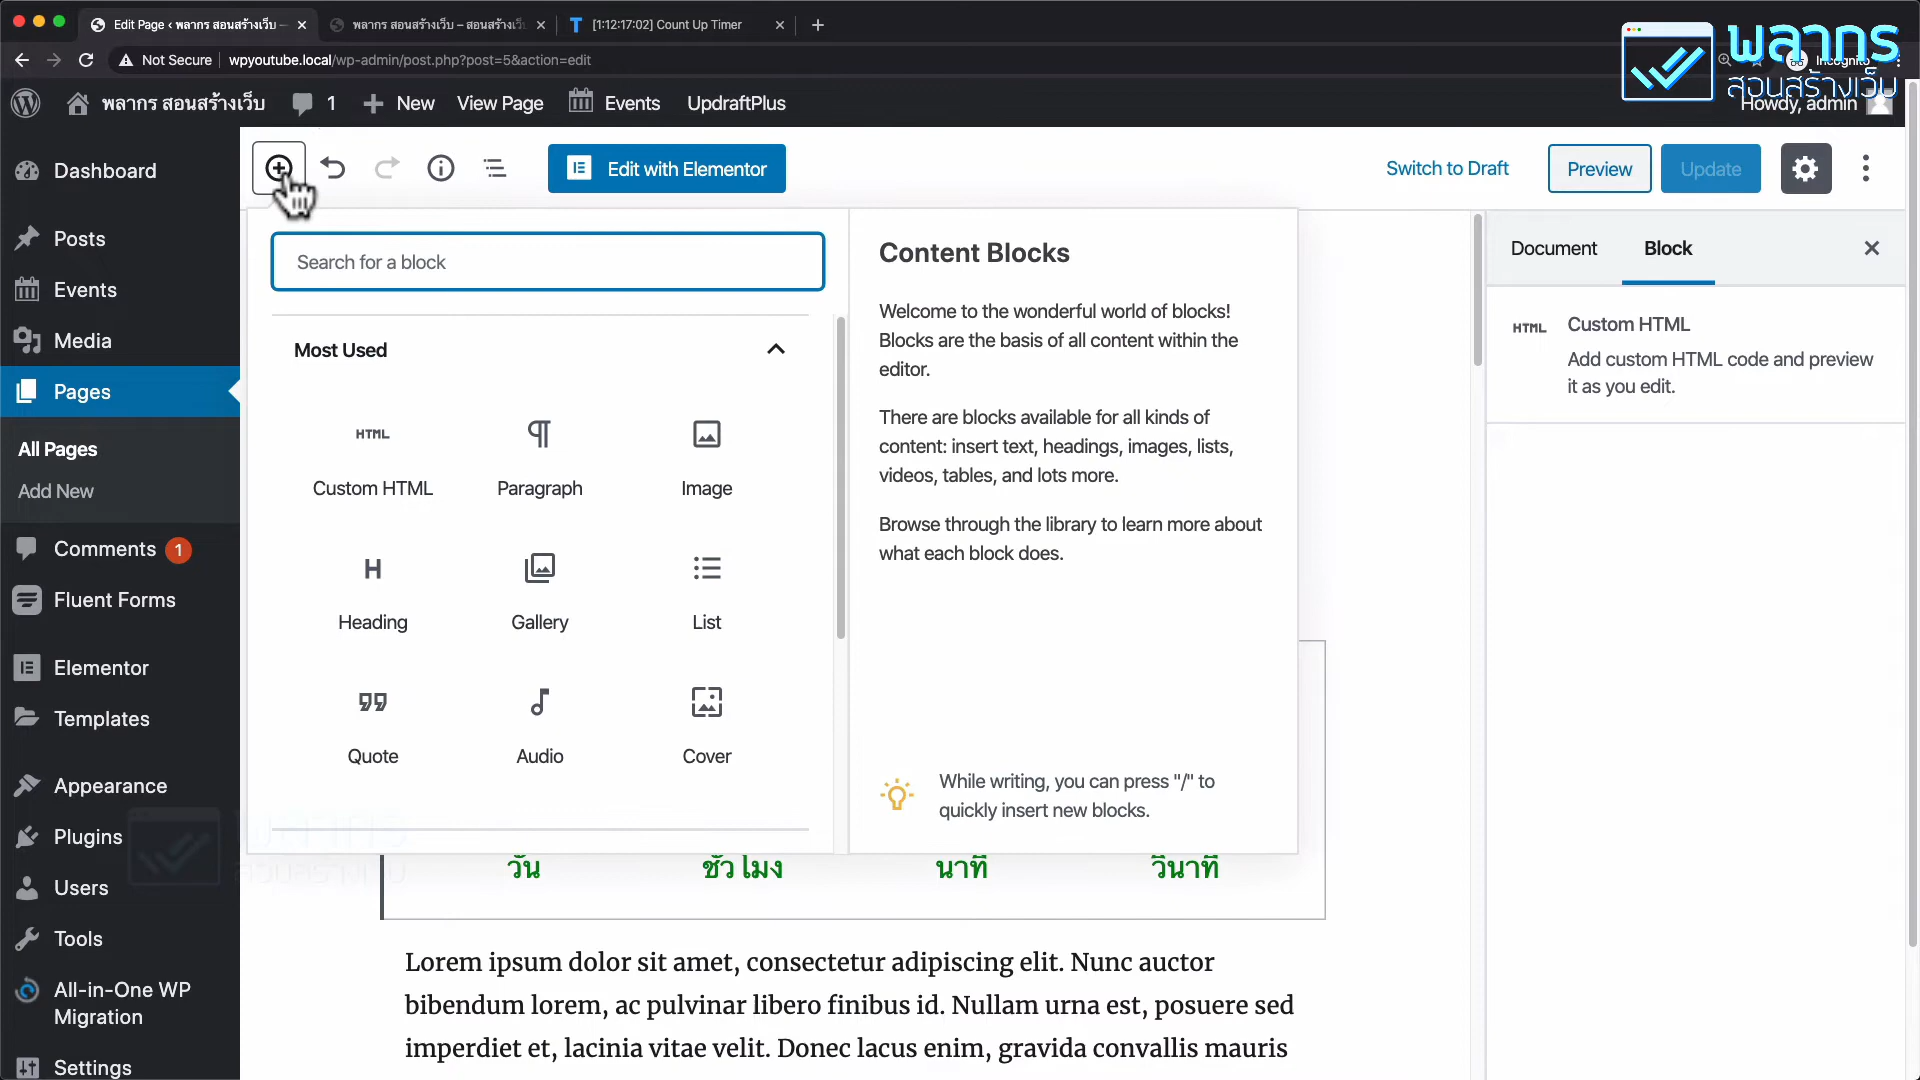 Edit Page ‹ พลากร สอนสร้างเว็บ –
พลากร สอนสร้างเว็บ – สอนสร้างเว็
[1:12:17:02] Count Up Timer
Not Secure
wpyoutube.local/wp-admin/post.php?post=5&action=edit
Incognito
พลากร
สอนสร้างเว็บ
พลากร สอนสร้างเว็บ
1
New
View Page
Events
UpdraftPlus
Howdy, admin
Dashboard
Posts
Events
Media
Pages
All Pages
Add New
Comments 1
Fluent Forms
Elementor
Templates
Appearance
Plugins
Users
Tools
All-in-One WP
Migration
Settings
Edit with Elementor
Switch to Draft
Preview
Update
Search for a block
Most Used
HTML
Custom HTML
Paragraph
Image
Heading
Gallery
List
Quote
Audio
Cover
Content Blocks
Welcome to the wonderful world of blocks!
Blocks are the basis of all content within the
editor.
There are blocks available for all kinds of
content: insert text, headings, images, lists,
videos, tables, and lots more.
Browse through the library to learn more about
what each block does.
While writing, you can press "/" to
quickly insert new blocks.
Document
Block
HTML
Custom HTML
Add custom HTML code and preview
it as you edit.
วัน
ชั่วโมง
นาที
วินาที
Lorem ipsum dolor sit amet, consectetur adipiscing elit. Nunc auctor
bibendum lorem, ac pulvinar libero finibus id. Nullam urna est, posuere sed
imperdiet et, lacinia vitae velit. Donec lacus enim, gravida convallis mauris